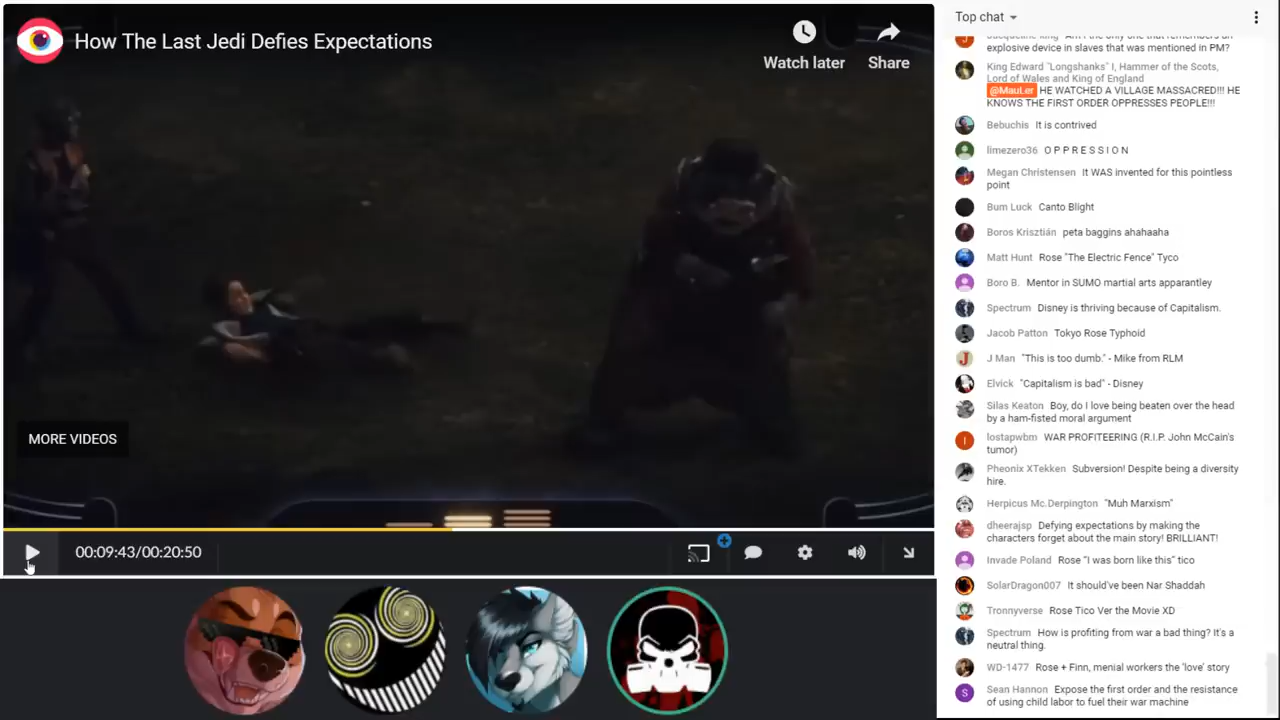 How The Last Jedi Defies Expectations
Watch later
Share
MORE VIDEOS
00:09:43/00:20:50
Top chat
explosive device in slaves that was mentioned in PM?
King Edward "Longshanks" I, Hammer of the Scots,
Lord of Wales and King of England
@MauLer HE WATCHED A VILLAGE MASSACRED!!! HE
KNOWS THE FIRST ORDER OPPRESSES PEOPLE!!!
Bebuchis It is contrived
limezero36 O P P R E S S I O N
Megan Christensen It WAS invented for this pointless
point
Bum Luck Canto Blight
Boros Krisztián peta baggins ahahaaha
Matt Hunt Rose "The Electric Fence" Tyco
Boro B. Mentor in SUMO martial arts apparantley
Spectrum Disney is thriving because of Capitalism.
Jacob Patton Tokyo Rose Typhoid
J Man "This is too dumb." - Mike from RLM
Elvick "Capitalism is bad" - Disney
Silas Keaton Boy, do I love being beaten over the head
by a ham-fisted moral argument
lostapwbm WAR PROFITEERING (R.I.P. John McCain's
tumor)
Pheonix XTekken Subversion! Despite being a diversity
hire.
Herpicus Mc.Derpington "Muh Marxism"
dheerajsp Defying expectations by making the
characters forget about the main story! BRILLIANT!
Invade Poland Rose "I was born like this" tico
SolarDragon007 It should've been Nar Shaddah
Tronnyverse Rose Tico Ver the Movie XD
Spectrum How is profiting from war a bad thing? It's a
neutral thing.
WD-1477 Rose + Finn, menial workers the 'love' story
Sean Hannon Expose the first order and the resistance
of using child labor to fuel their war machine